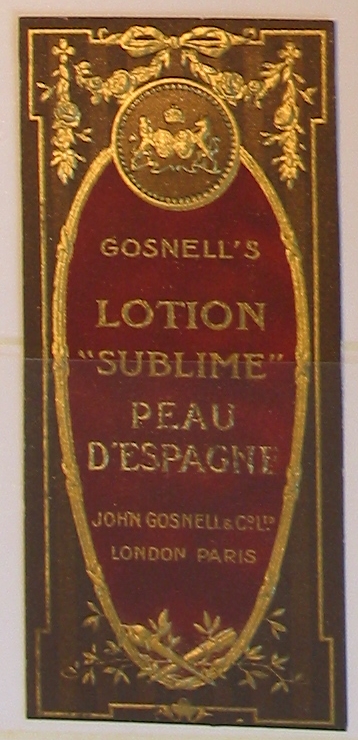 GOSNELL'S
LOTION
"SUBLIME"
PEAU
D'ESPAGNE
JOHN GOSNELL & Co LTD
LONDON PARIS